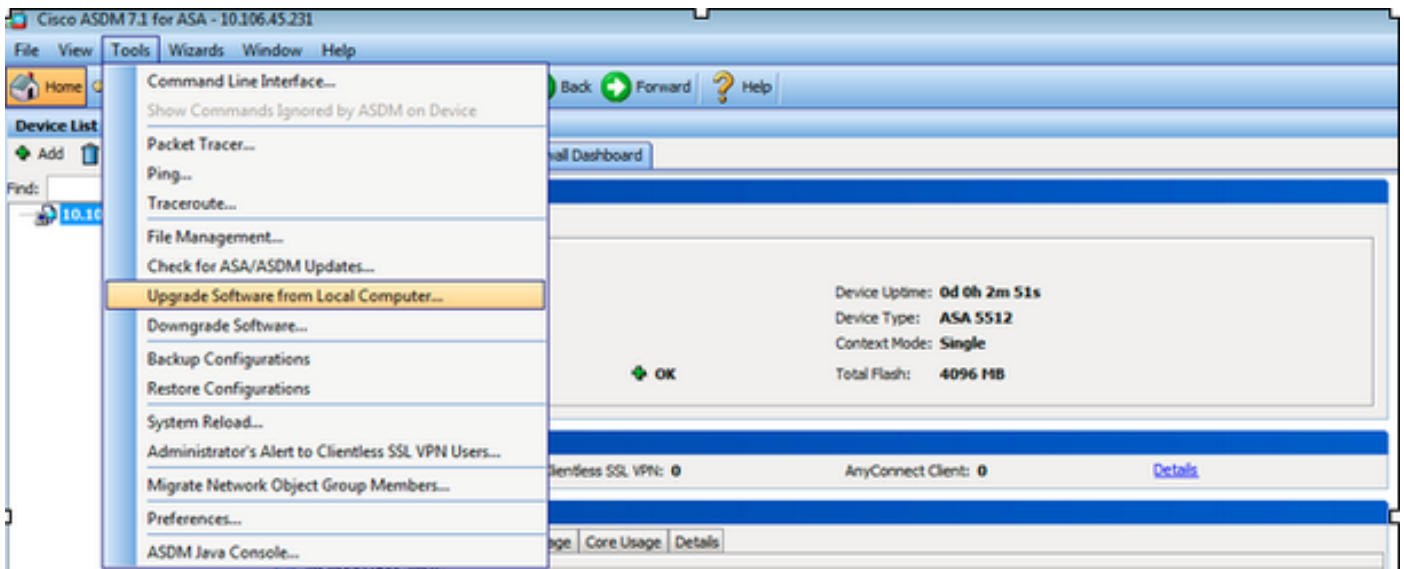 Cisco ASDM 7.1 for ASA - 10.106.45.231
File View Tools Wizards Window Help
Home Back Forward Help
Command Line Interface...
Show Commands Ignored by ASDM on Device
Device List
Add
Packet Tracer...
Dashboard
Ping...
Find:
Traceroute...
10.10
File Management...
Check for ASA/ASDM Updates...
Upgrade Software from Local Computer...
Device Uptime: 0d 0h 2m 51s
Downgrade Software...
Device Type: ASA 5512
Context Mode: Single
Backup Configurations
OK
Total Flash: 4096 MB
Restore Configurations
System Reload...
Administrator's Alert to Clientless SSL VPN Users...
SSL VPN: 0 AnyConnect Client: 0 Details
Migrate Network Object Group Members...
Preferences...
Core Usage Details
ASDM Java Console...